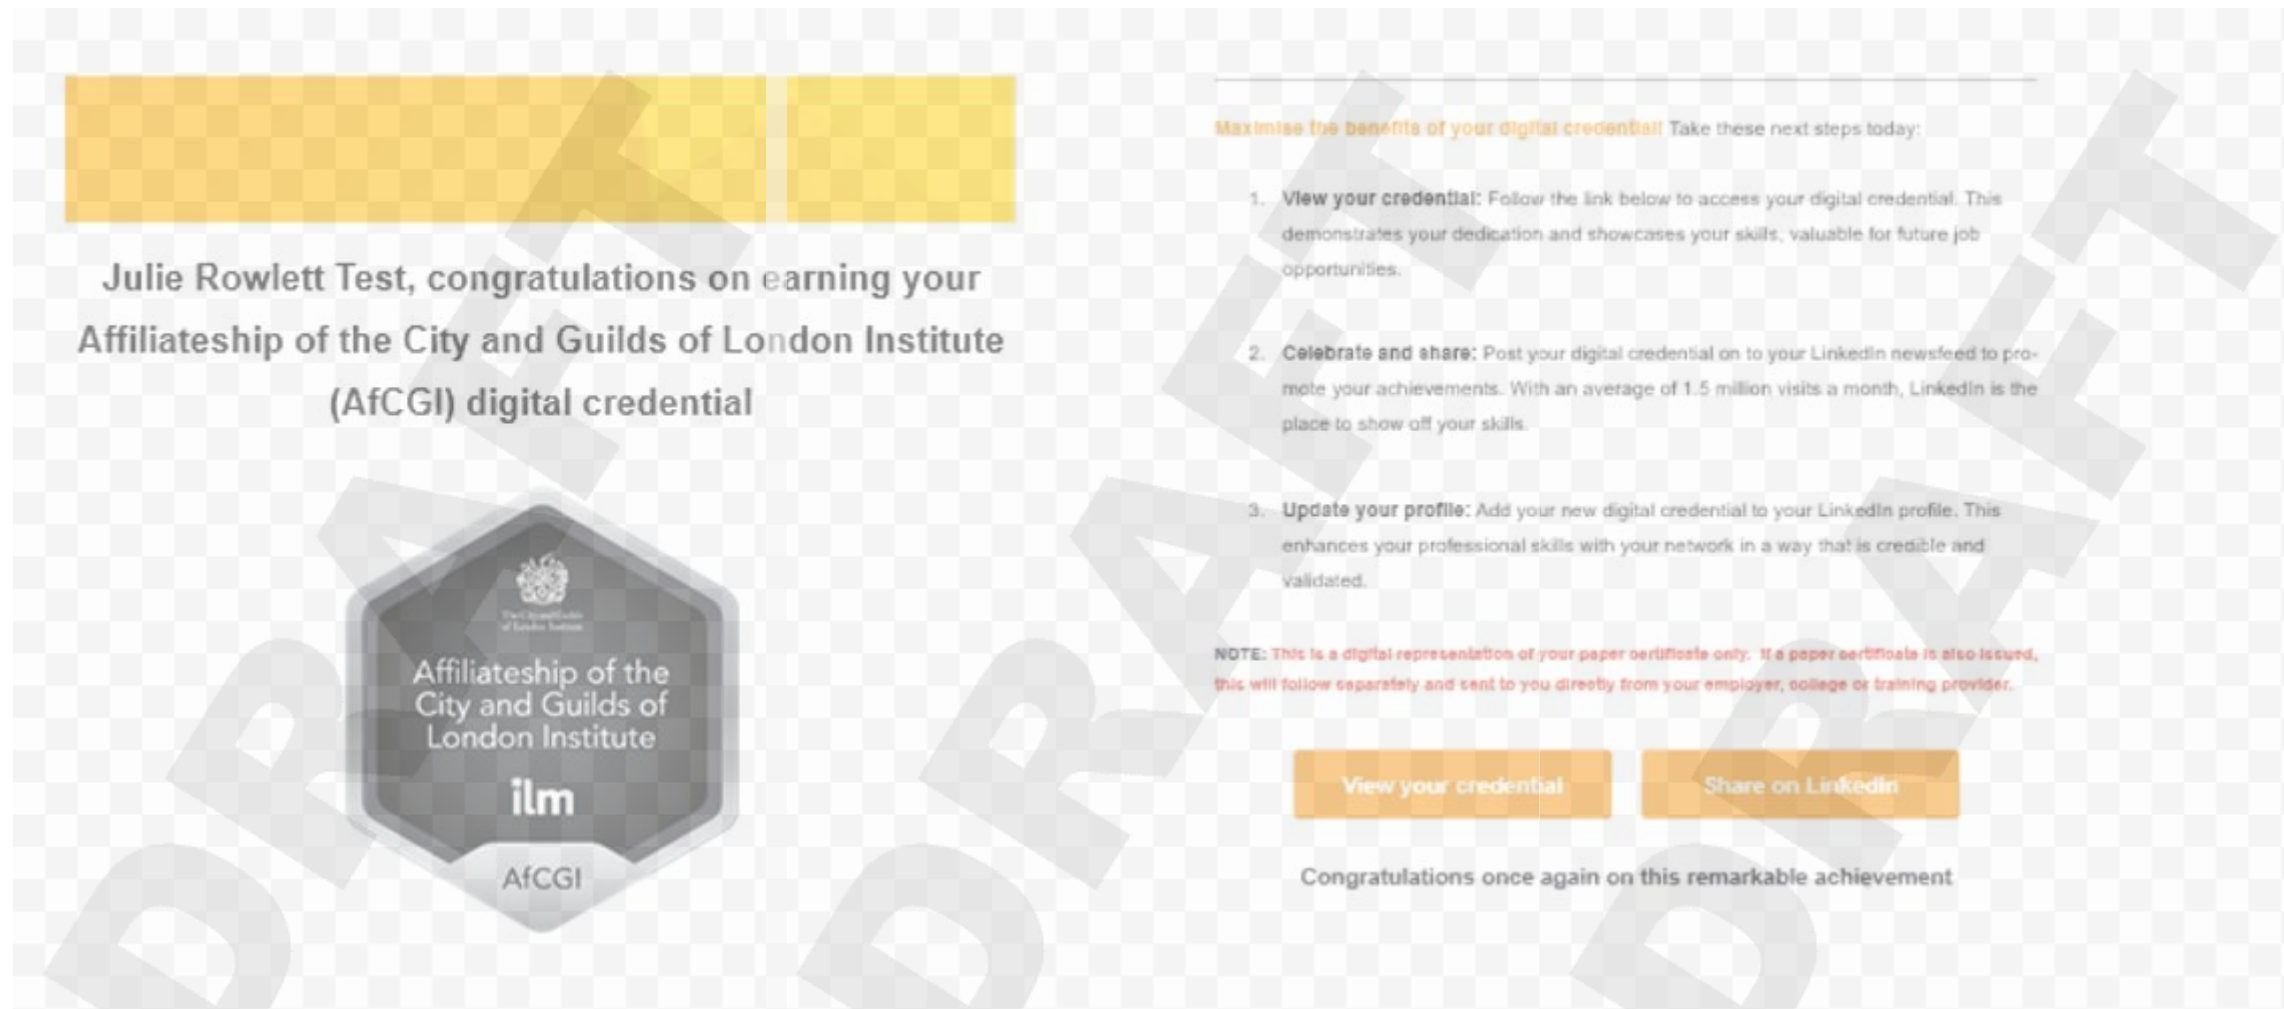 Julie Rowlett Test, congratulations on earning your
Affiliateship of the City and Guilds of London Institute
(AfCGI) digital credential
The City and Guilds
of London Institute
Affiliateship of the
City and Guilds of
London Institute
ilm
AfCGI
Maximise the benefits of your digital credential! Take these next steps today:
1. View your credential: Follow the link below to access your digital credential. This
demonstrates your dedication and showcases your skills, valuable for future job
opportunities.
2. Celebrate and share: Post your digital credential on to your LinkedIn newsfeed to pro-
mote your achievements. With an average of 1.5 million visits a month, LinkedIn is the
place to show off your skills.
3. Update your profile: Add your new digital credential to your LinkedIn profile. This
enhances your professional skills with your network in a way that is credible and
validated.
NOTE: This is a digital representation of your paper certificate only. If a paper certificate is also issued,
this will follow separately and sent to you directly from your employer, college or training provider.
View your credential
Share on LinkedIn
Congratulations once again on this remarkable achievement
DRAFT
DRAFT
DRAFT